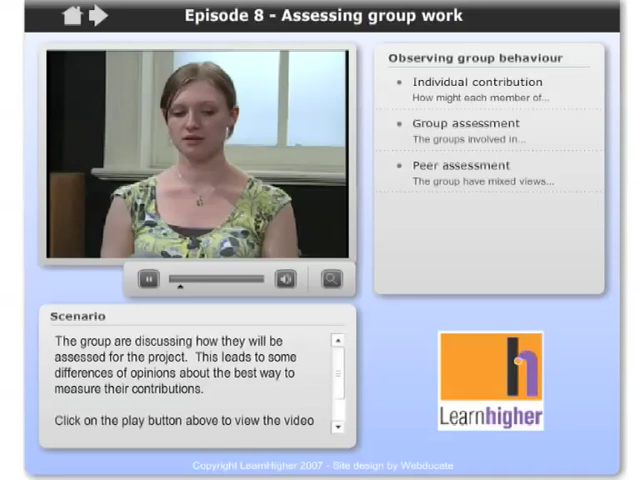 Episode 8 - Assessing group work
Observing group behaviour
Individual contribution
How might each member of...
Group assessment
The groups involved in...
Peer assessment
The group have mixed views...
Scenario
The group are discussing how they will be
assessed for the project. This leads to some
differences of opinions about the best way to
measure their contributions.
Click on the play button above to view the video
Learnhigher
Copyright LearnHigher 2007 - Site design by Webducate